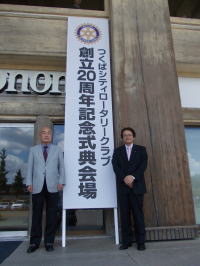 つくばシティロータリークラブ
創立20周年記念式典会場